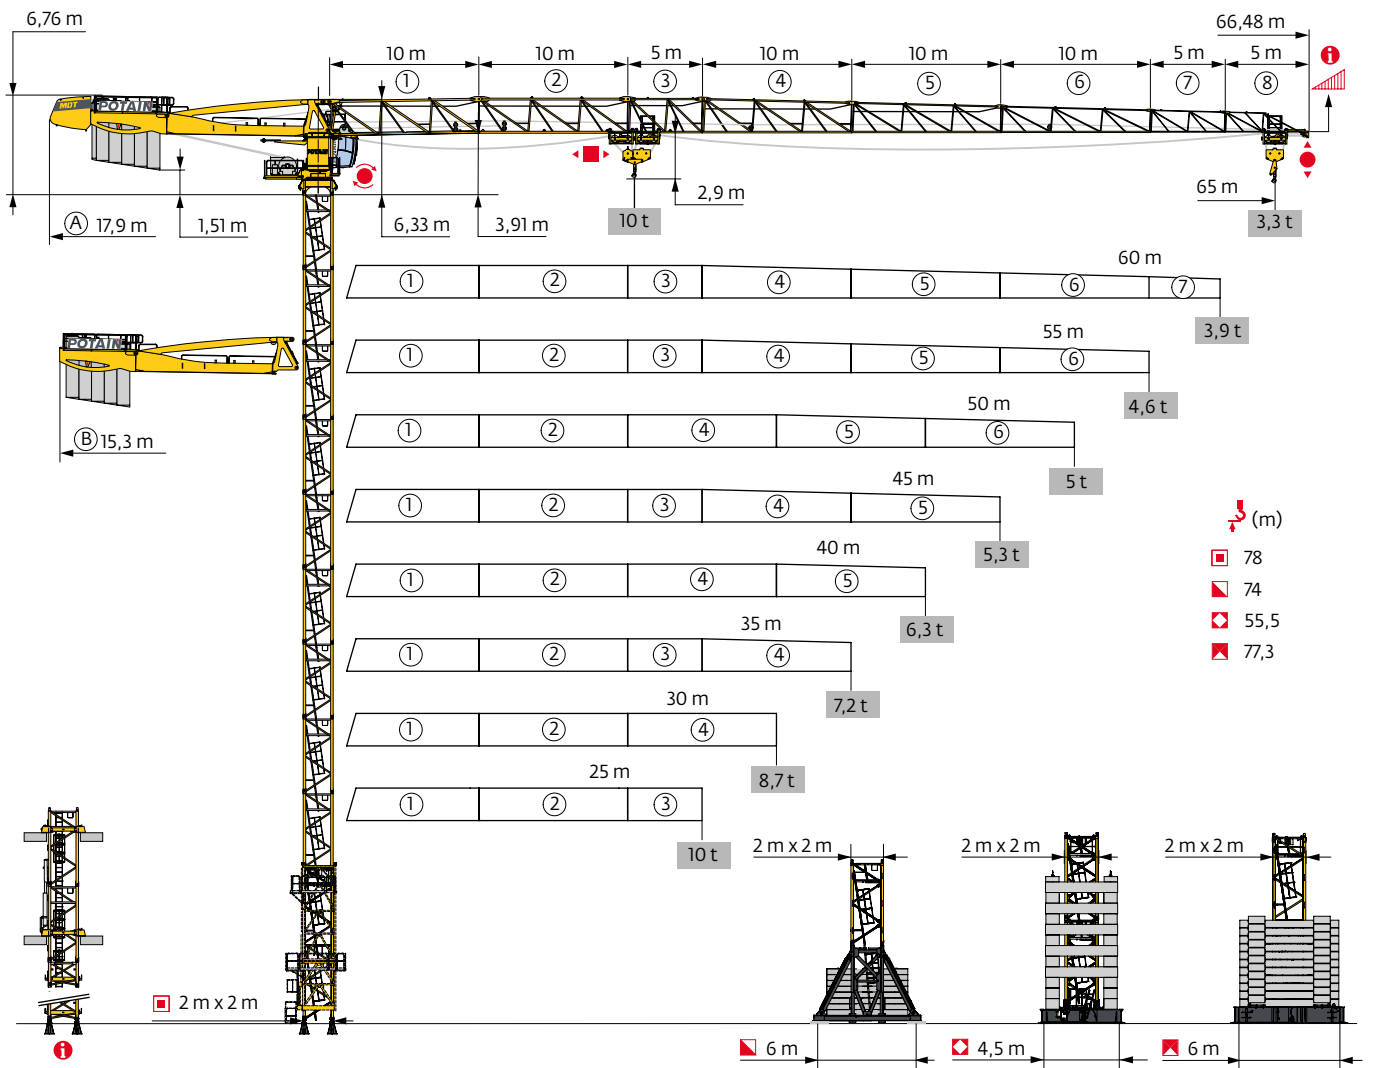 6,76 m
66,48 m
10 m 10 m 5 m 10 m 10 m 10 m 5 m 5 m
i
1 2 3 4 5 6 7 8
MDT POTAIN
POTAIN
2,9 m
65 m
A 17,9 m 1,51 m 6,33 m 3,91 m 10 t 3,3 t
60 m
1 2 3 4 5 6 7
3,9 t
POTAIN
55 m
1 2 3 4 5 6
4,6 t
50 m
B 15,3 m
1 2 4 5 6
5 t
45 m
1 2 3 4 5
5,3 t
(m)
78
74
55,5
77,3
40 m
1 2 4 5
6,3 t
35 m
1 2 3 4
7,2 t
30 m
1 2 4
8,7 t
25 m
1 2 3
10 t
2 m x 2 m 2 m x 2 m 2 m x 2 m
2 m x 2 m
i
6 m 4,5 m 6 m